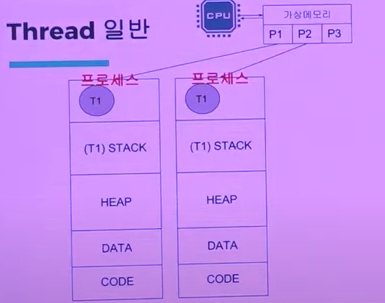 Thread 일반
CPU
가상메모리
P1 P2 P3
프로세스 프로세스
T1 T1
(T1) STACK (T1) STACK
HEAP HEAP
DATA DATA
CODE CODE